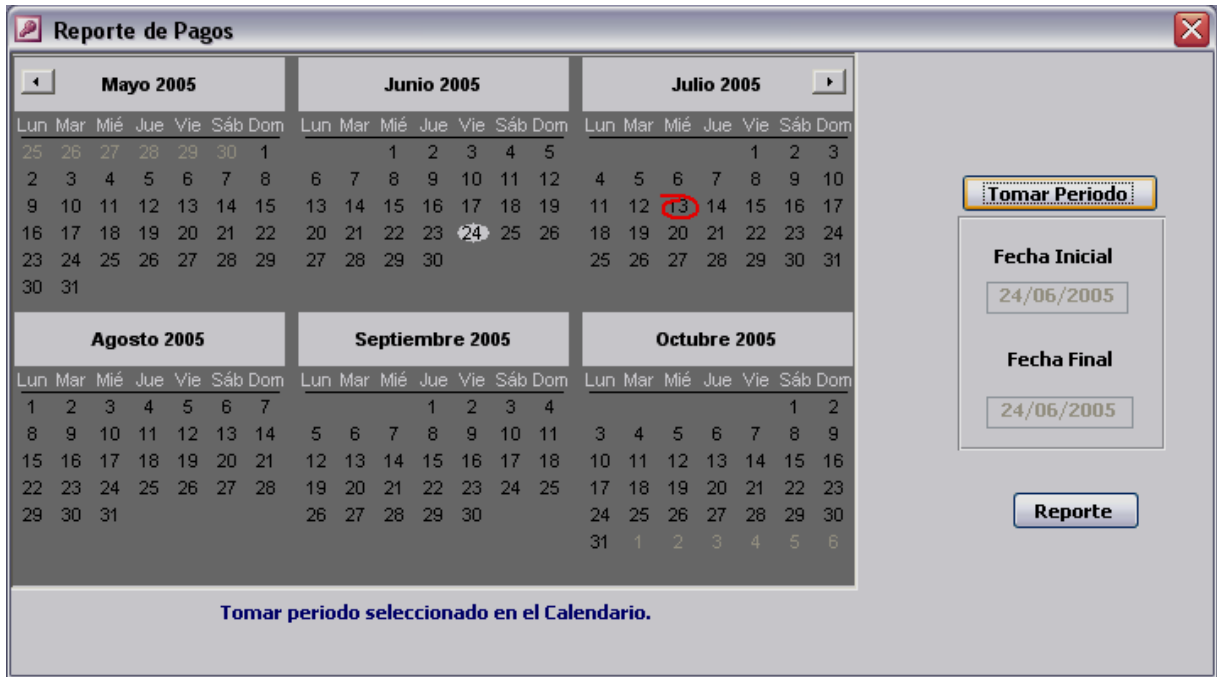 Reporte de Pagos
Mayo 2005 Junio 2005 Julio 2005
Lun Mar Mié Jue Vie Sáb Dom Lun Mar Mié Jue Vie Sáb Dom Lun Mar Mié Jue Vie Sáb Dom
25 26 27 28 29 30 1 1 2 3 4 5 1 2 3
2 3 4 5 6 7 8 6 7 8 9 10 11 12 4 5 6 7 8 9 10
9 10 11 12 13 14 15 13 14 15 16 17 18 19 11 12 13 14 15 16 17
16 17 18 19 20 21 22 20 21 22 23 24 25 26 18 19 20 21 22 23 24
23 24 25 26 27 28 29 27 28 29 30 25 26 27 28 29 30 31
30 31
Agosto 2005 Septiembre 2005 Octubre 2005
Lun Mar Mié Jue Vie Sáb Dom Lun Mar Mié Jue Vie Sáb Dom Lun Mar Mié Jue Vie Sáb Dom
1 2 3 4 5 6 7 1 2 3 4 1 2
8 9 10 11 12 13 14 5 6 7 8 9 10 11 3 4 5 6 7 8 9
15 16 17 18 19 20 21 12 13 14 15 16 17 18 10 11 12 13 14 15 16
22 23 24 25 26 27 28 19 20 21 22 23 24 25 17 18 19 20 21 22 23
29 30 31 26 27 28 29 30 24 25 26 27 28 29 30
31 1 2 3 4 5 6
Tomar Periodo
Fecha Inicial
24/06/2005
Fecha Final
24/06/2005
Reporte
Tomar periodo seleccionado en el Calendario.